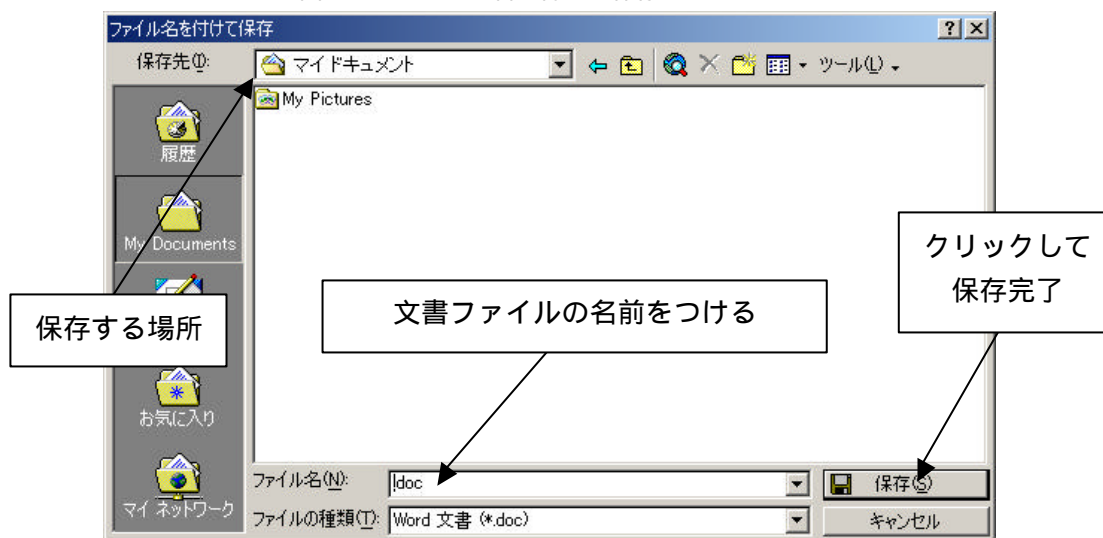 ファイル名を付けて保存
保存先(I):
マイ ドキュメント
ツール(L)
My Pictures
履歴
My Documents
クリックして
保存完了
保存する場所
文書ファイルの名前をつける
お気に入り
マイ ネットワーク
ファイル名(N):
.doc
保存(S)
ファイルの種類(T):
Word 文書 (*.doc)
キャンセル